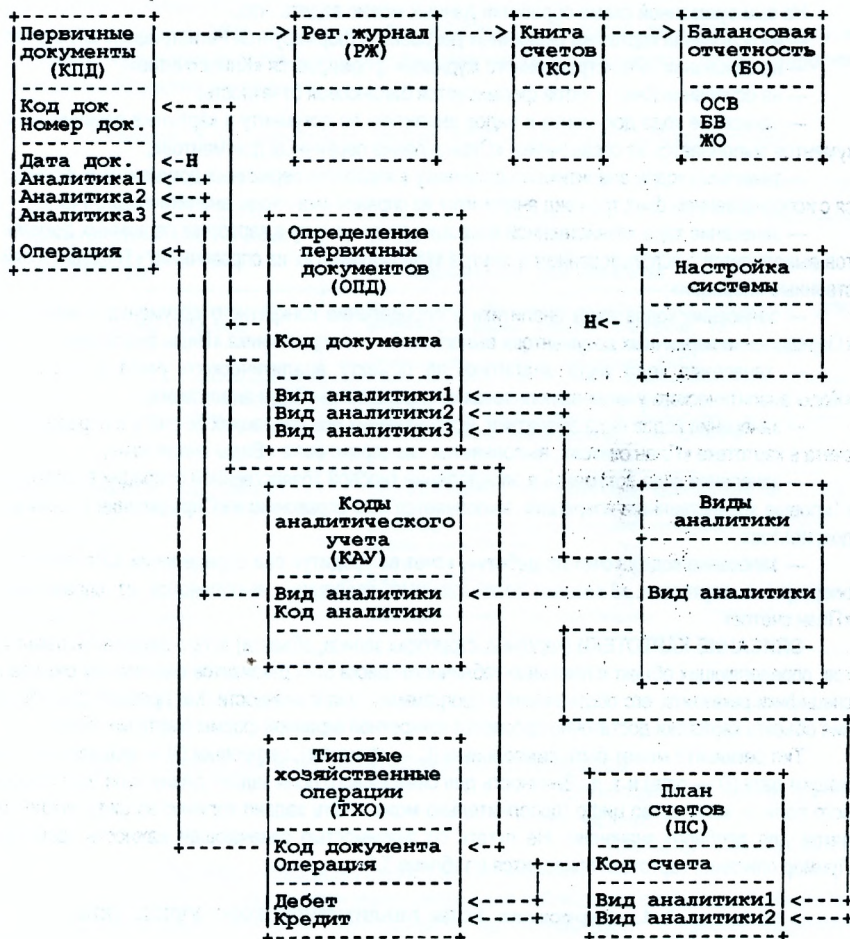 Первичные документы (КПД)
Код док.
Номер док.
Дата док.
Аналитика1
Аналитика2
Аналитика3
Операция
Н
Рег.журнал (РЖ)
Книга счетов (КС)
Балансовая отчетность (БО)
ОСВ
БВ
ЖО
Определение первичных документов (ОПД)
Код документа
Вид аналитики1
Вид аналитики2
Вид аналитики3
Настройка системы
Н
Коды аналитического учета (КАУ)
Вид аналитики
Код аналитики
Виды аналитики
Вид аналитики
Типовые хозяйственные операции (ТХО)
Код документа
Операция
Дебет
Кредит
План счетов (ПС)
Код счета
Вид аналитики1
Вид аналитики2